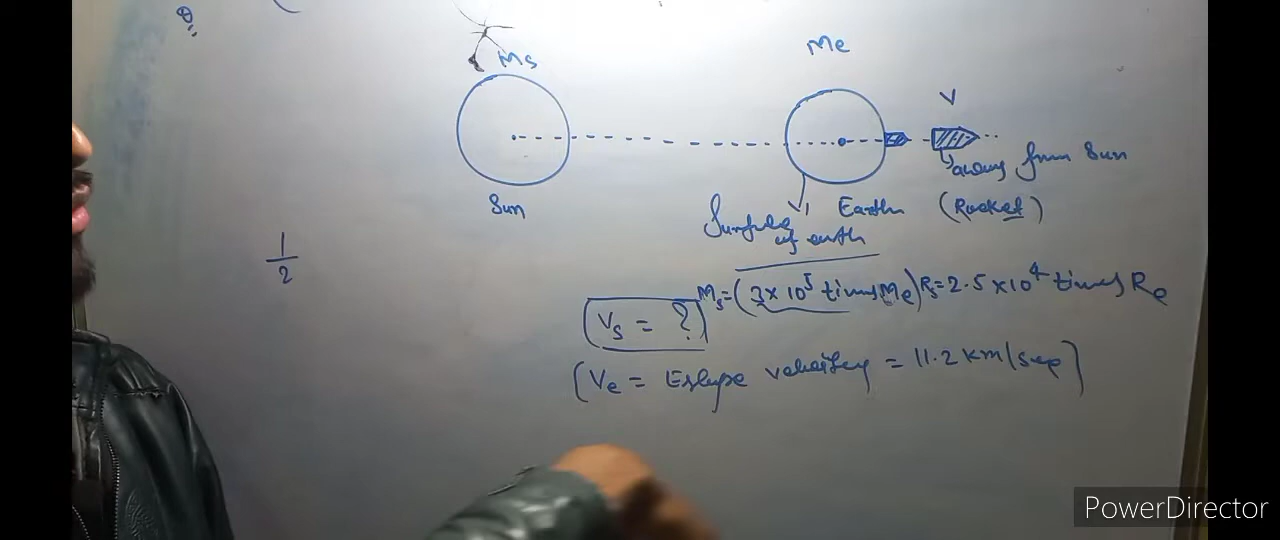 Q1,
Ms
Me
V
away from Sun
Sun
Earth
(Rocket)
Surface
of earth
1
2
Ms=(3×10⁵ times Me) Rs=2.5×10⁴ times Re
Vs = ?
(Ve = Escape velocity = 11.2 km/sec)
PowerDirector